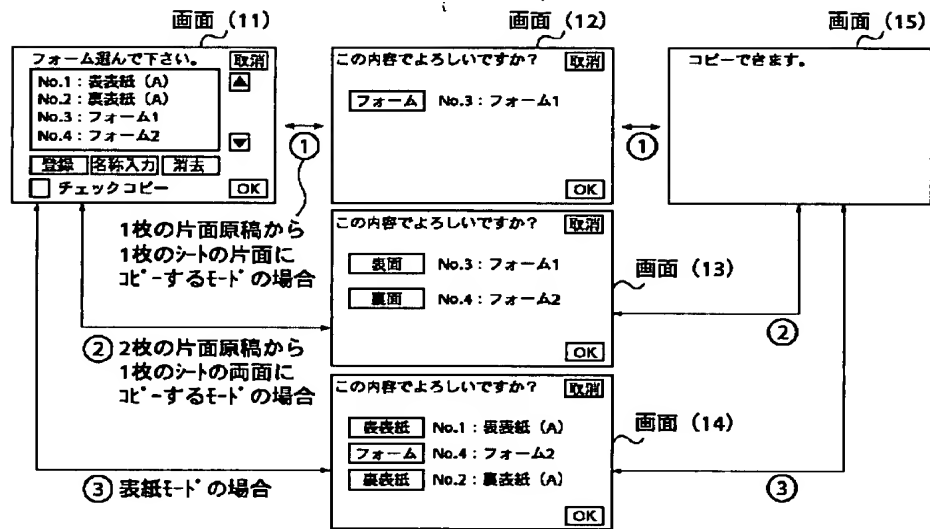 画面 (11)
フォーム選んで下さい。
取消
No.1:表表紙 (A)
No.2:裏表紙 (A)
No.3:フォーム1
No.4:フォーム2
▲
▼
登録
名称入力
消去
チェックコピー
OK
①
1枚の片面原稿から
1枚のシートの片面に
コピーするモードの場合
画面 (12)
この内容でよろしいですか?
取消
フォーム No.3:フォーム1
OK
①
画面 (15)
コピーできます。
この内容でよろしいですか?
取消
表面 No.3:フォーム1
裏面 No.4:フォーム2
OK
画面 (13)
②
② 2枚の片面原稿から
1枚のシートの両面に
コピーするモードの場合
この内容でよろしいですか?
取消
表表紙 No.1:表表紙 (A)
フォーム No.4:フォーム2
裏表紙 No.2:裏表紙 (A)
OK
画面 (14)
③ 表紙モードの場合
③